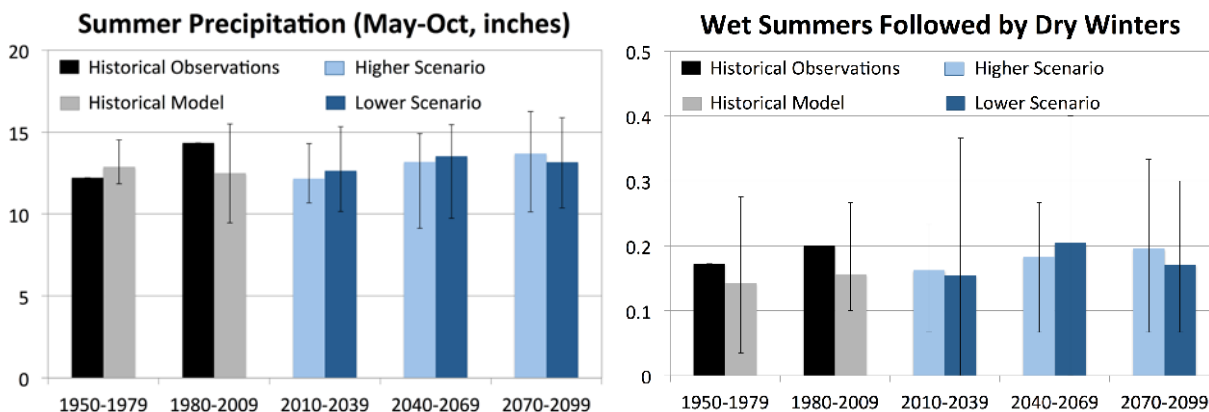 Summer Precipitation (May-Oct, inches)
20
15
10
5
0
Historical Observations
Higher Scenario
Historical Model
Lower Scenario
1950-1979 1980-2009 2010-2039 2040-2069 2070-2099
Wet Summers Followed by Dry Winters
0.5
0.4
0.3
0.2
0.1
0
Historical Observations
Higher Scenario
Historical Model
Lower Scenario
1950-1979 1980-2009 2010-2039 2040-2069 2070-2099